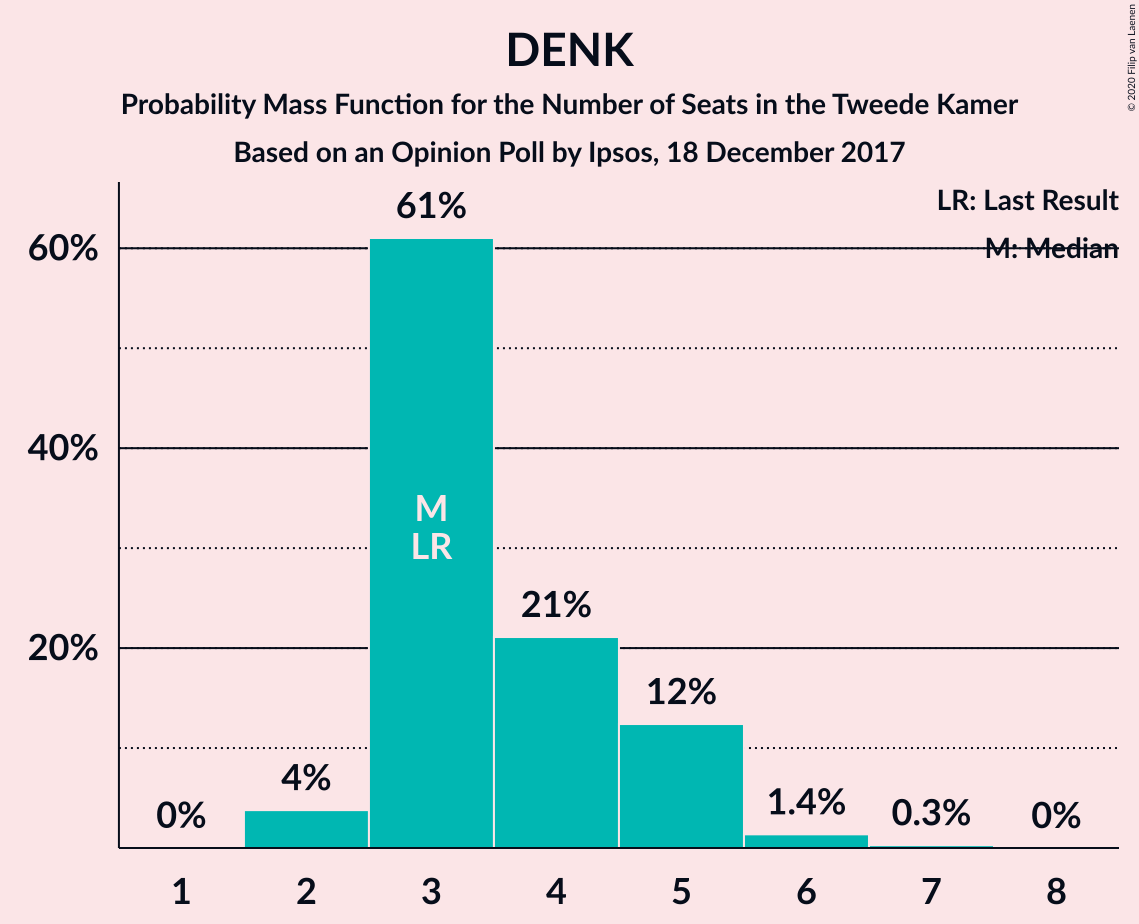 DENK
Probability Mass Function for the Number of Seats in the Tweede Kamer
Based on an Opinion Poll by Ipsos, 18 December 2017
© 2020 Filip van Laenen
LR: Last Result
M: Median
60%
40%
20%
0%
4%
61%
M
LR
21%
12%
1.4%
0.3%
0%
1 2 3 4 5 6 7 8